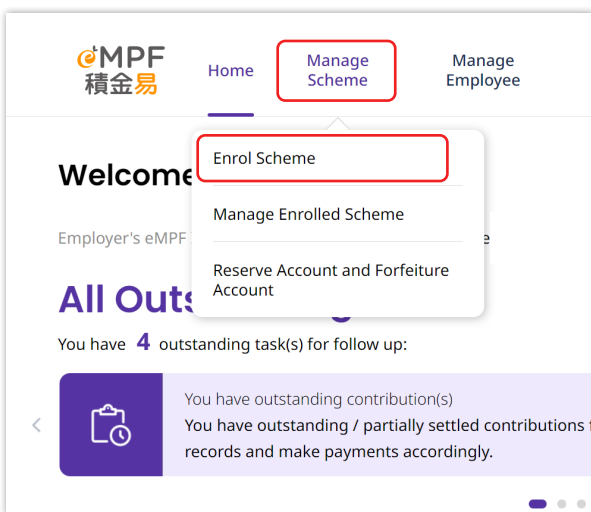 eMPF
積金易
Home
Manage
Scheme
Manage
Employee
Enrol Scheme
Manage Enrolled Scheme
Reserve Account and Forfeiture
Account
Welcome
Employer's eMPF
All Outs
You have 4 outstanding task(s) for follow up:
You have outstanding contribution(s)
You have outstanding / partially settled contributions
records and make payments accordingly.